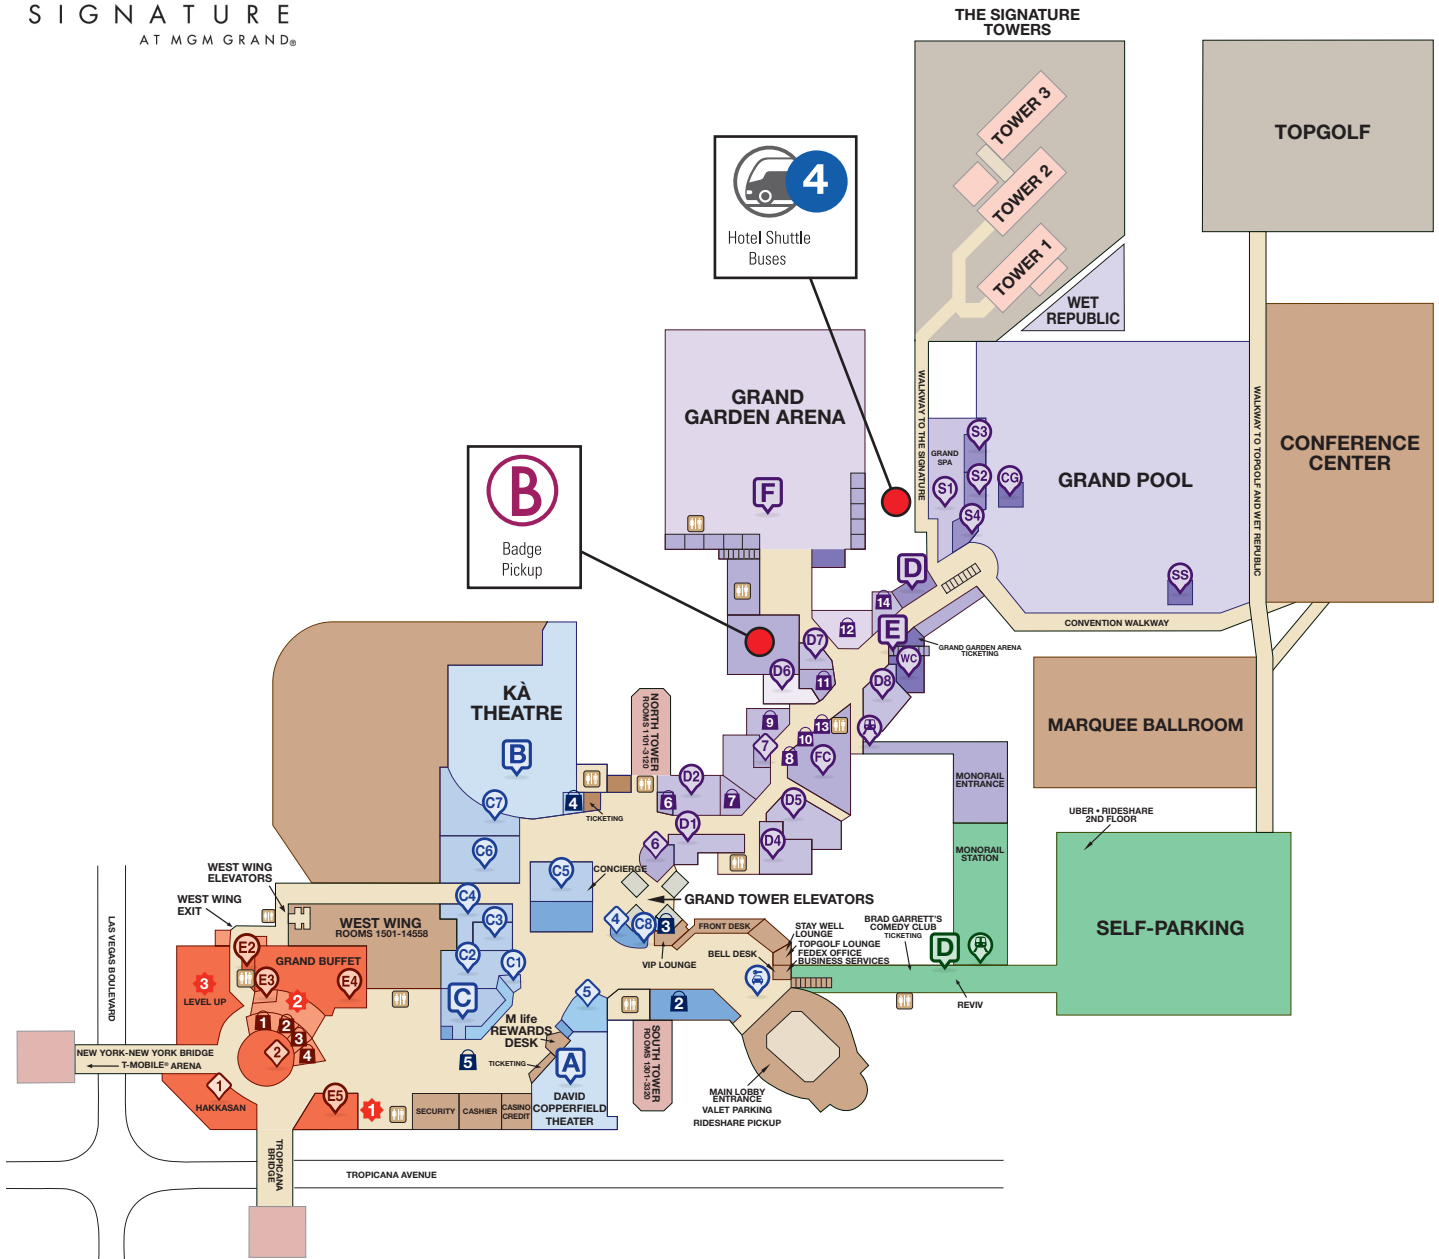 SIGNATURE
AT MGM GRAND®
THE SIGNATURE
TOWERS
TOWER 3
TOWER 2
TOWER 1
TOPGOLF
4
Hotel Shuttle
Buses
WET
REPUBLIC
WALKWAY TO THE SIGNATURE
GRAND
GARDEN ARENA
F
B
Badge
Pickup
GRAND
SPA
S3
S2
S1
S4
CG
GRAND POOL
SS
WALKWAY TO TOPGOLF AND WET REPUBLIC
CONFERENCE
CENTER
CONVENTION WALKWAY
D
14
12
E
GRAND GARDEN ARENA
TICKETING
WC
D7
D6
11
D8
MARQUEE BALLROOM
KÀ
THEATRE
B
NORTH TOWER
ROOMS 1101-3120
9
13
10
7
8
FC
MONORAIL
ENTRANCE
C7
4
TICKETING
D2
6
7
D5
UBER • RIDESHARE
2ND FLOOR
D1
D4
6
MONORAIL
STATION
C6
C5
CONCIERGE
WEST WING
ELEVATORS
WEST WING
EXIT
C4
GRAND TOWER ELEVATORS
WEST WING
ROOMS 1501-14558
C3
4
C8
3
FRONT DESK
STAY WELL
LOUNGE
TOPGOLF LOUNGE
FEDEX OFFICE
BUSINESS SERVICES
BRAD GARRETT'S
COMEDY CLUB
TICKETING
D
SELF-PARKING
LAS VEGAS BOULEVARD
E2
GRAND BUFFET
C2
C1
VIP LOUNGE
BELL DESK
3
LEVEL UP
E3
E4
2
C
5
2
REVIV
1
2
3
4
2
M life
REWARDS
DESK
NEW YORK-NEW YORK BRIDGE
T-MOBILE® ARENA
5
TICKETING
A
SOUTH TOWER
ROOMS 1301-3320
1
HAKKASAN
E5
1
SECURITY
CASHIER
CASINO
CREDIT
DAVID
COPPERFIELD
THEATER
MAIN LOBBY
ENTRANCE
VALET PARKING
RIDESHARE PICKUP
TROPICANA
BRIDGE
TROPICANA AVENUE